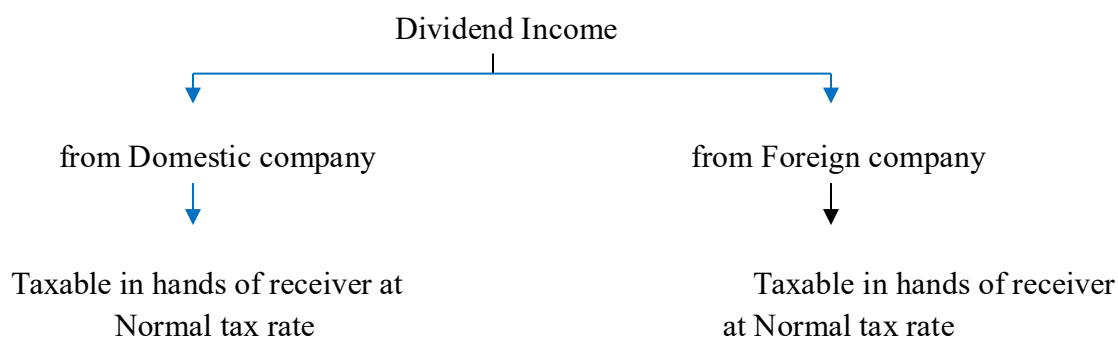 Dividend Income
from Domestic company
from Foreign company
Taxable in hands of receiver at
Normal tax rate
Taxable in hands of receiver
at Normal tax rate